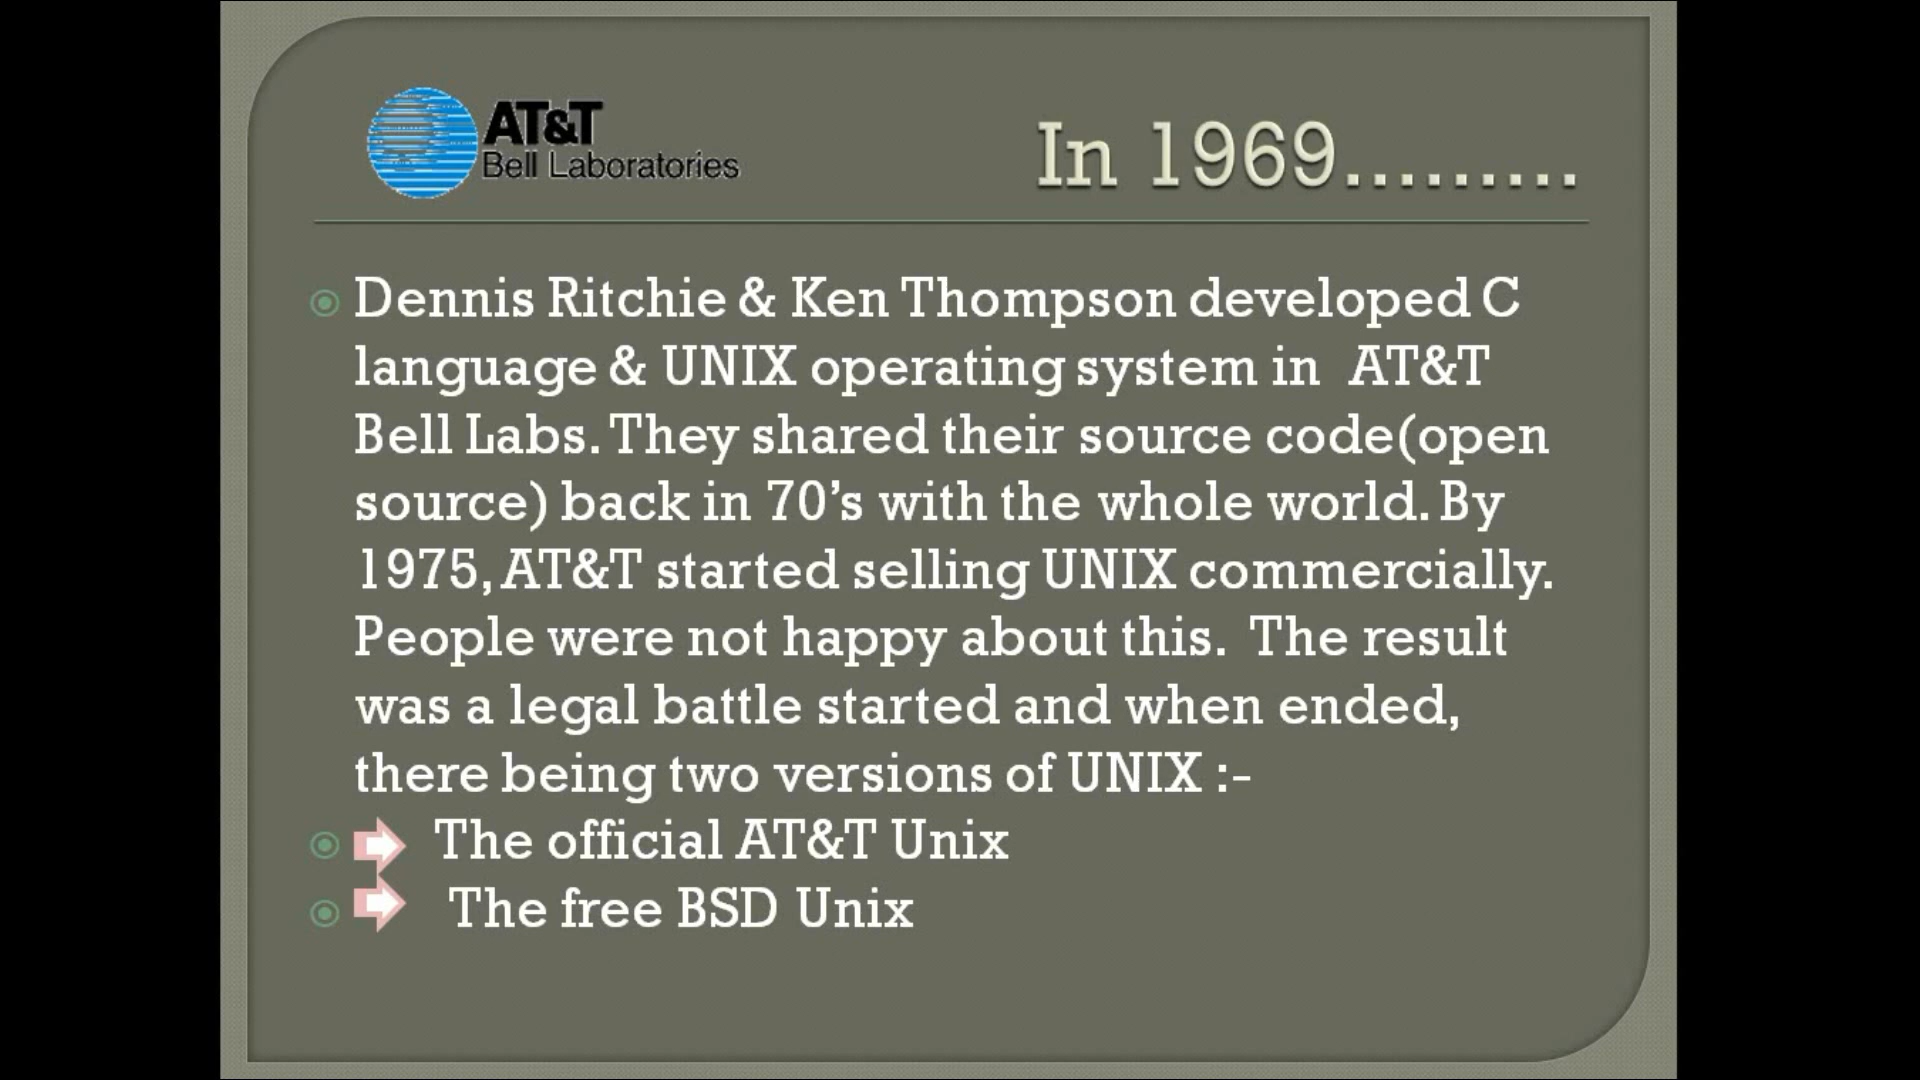 AT&T
Bell Laboratories
In 1969.........
Dennis Ritchie & Ken Thompson developed C
language & UNIX operating system in AT&T
Bell Labs. They shared their source code(open
source) back in 70's with the whole world. By
1975, AT&T started selling UNIX commercially.
People were not happy about this. The result
was a legal battle started and when ended,
there being two versions of UNIX :-
The official AT&T Unix
The free BSD Unix